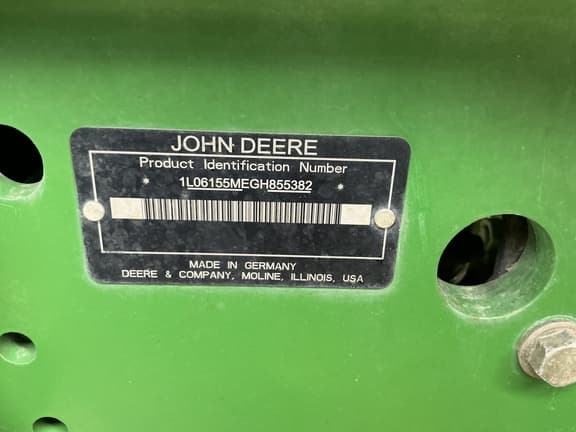 JOHN DEERE
Product Identification Number
* 1L06155MEGH855382 *
MADE IN GERMANY
DEERE & COMPANY, MOLINE, ILLINOIS, USA